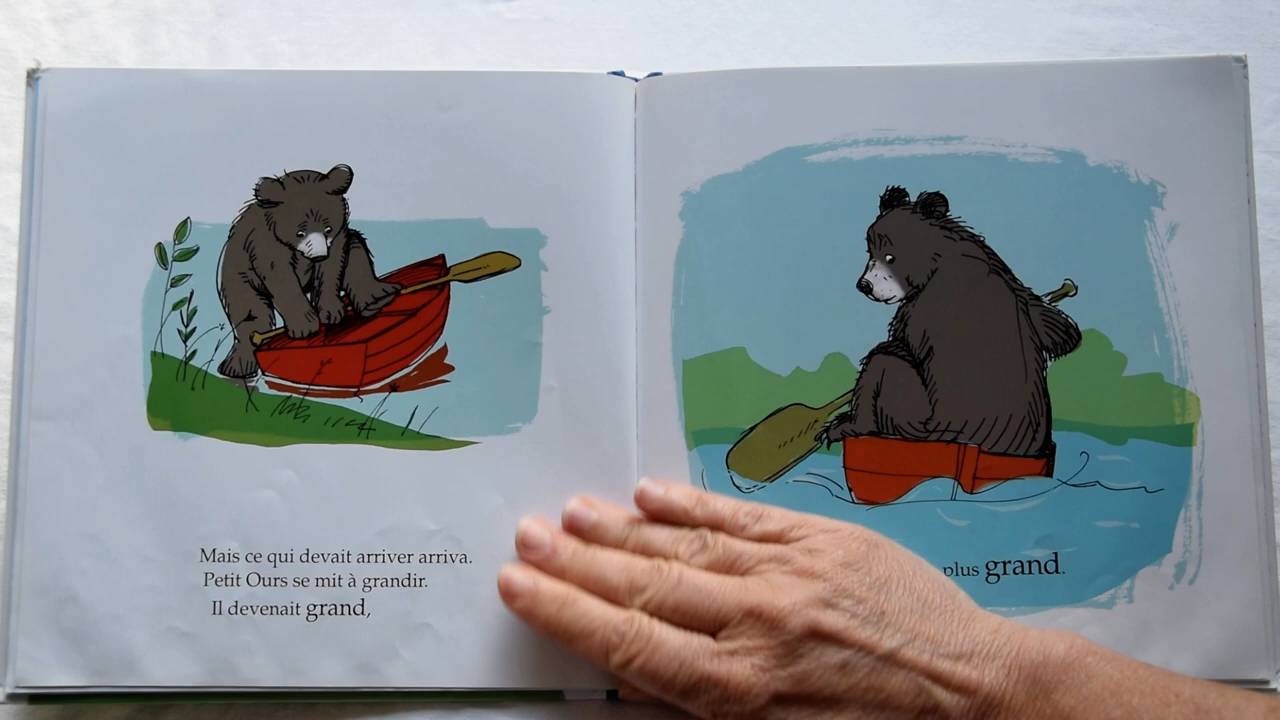 Mais ce qui devait arriver arriva.
Petit Ours se mit à grandir.
Il devenait grand,
plus grand.